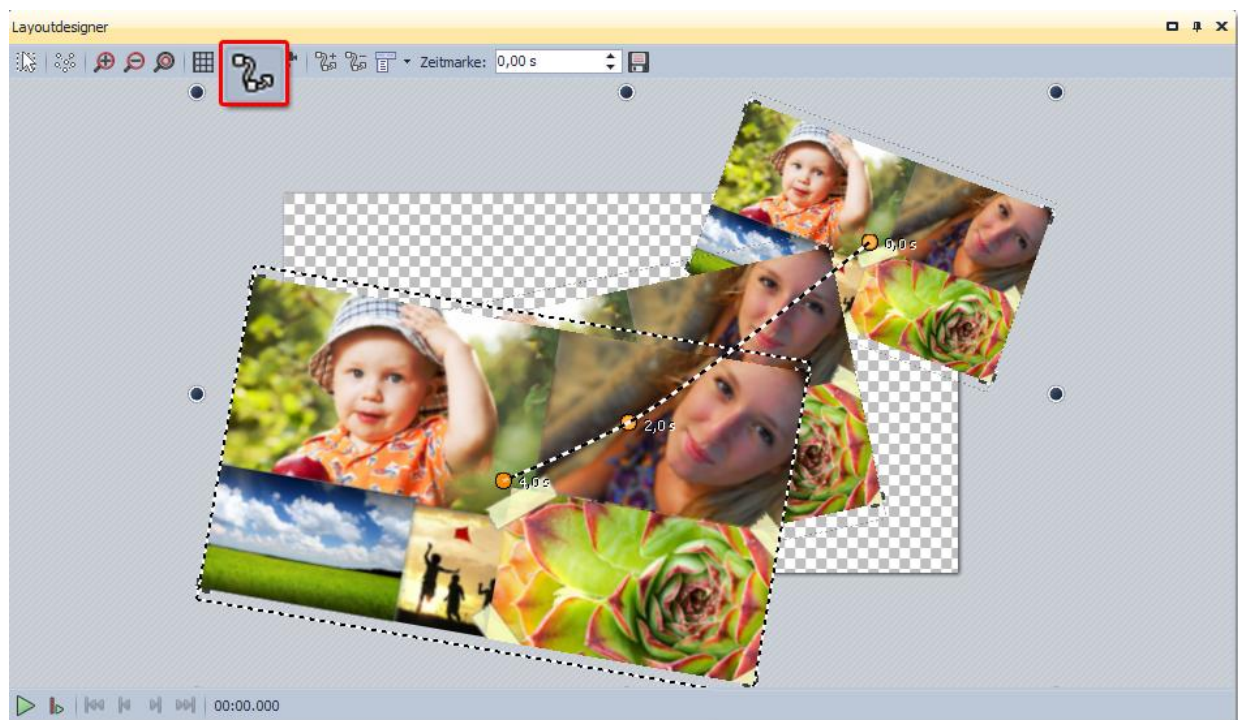 Layoutdesigner
Zeitmarke: 0,00 s
0,0 s
2,0 s
4,0 s
00:00.000